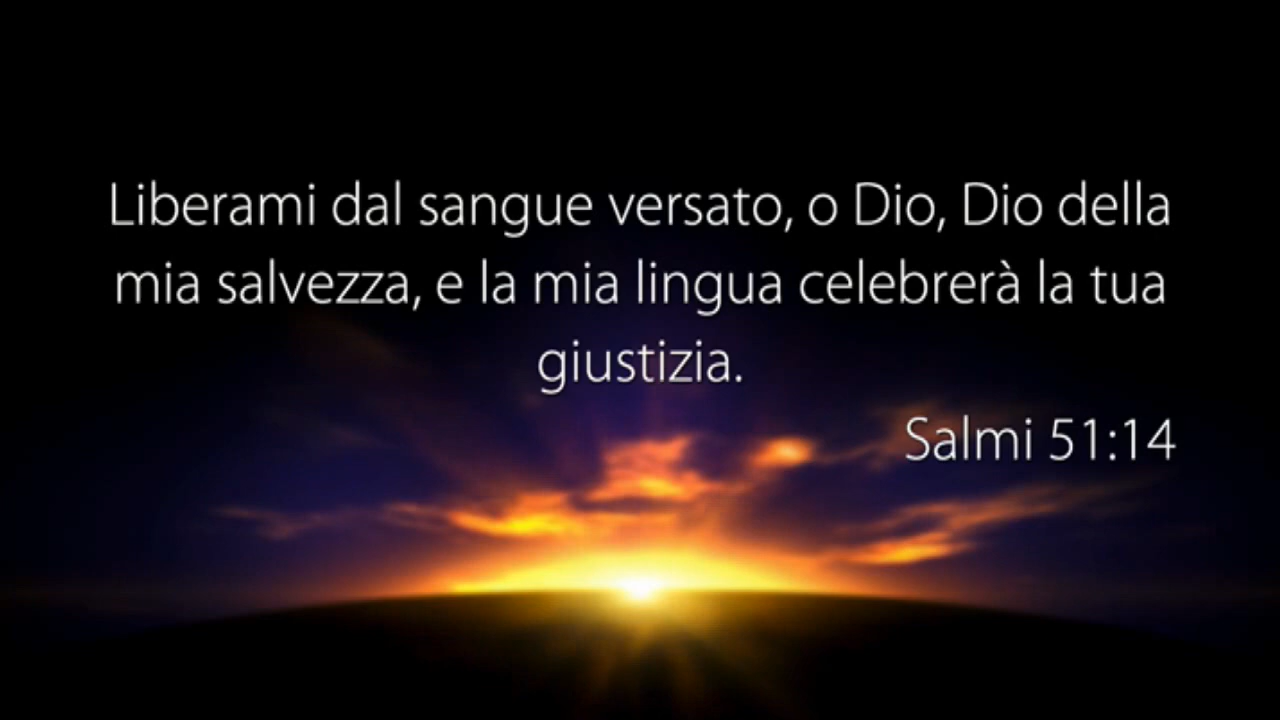 Liberami dal sangue versato, o Dio, Dio della
mia salvezza, e la mia lingua celebrerà la tua
giustizia.
Salmi 51:14